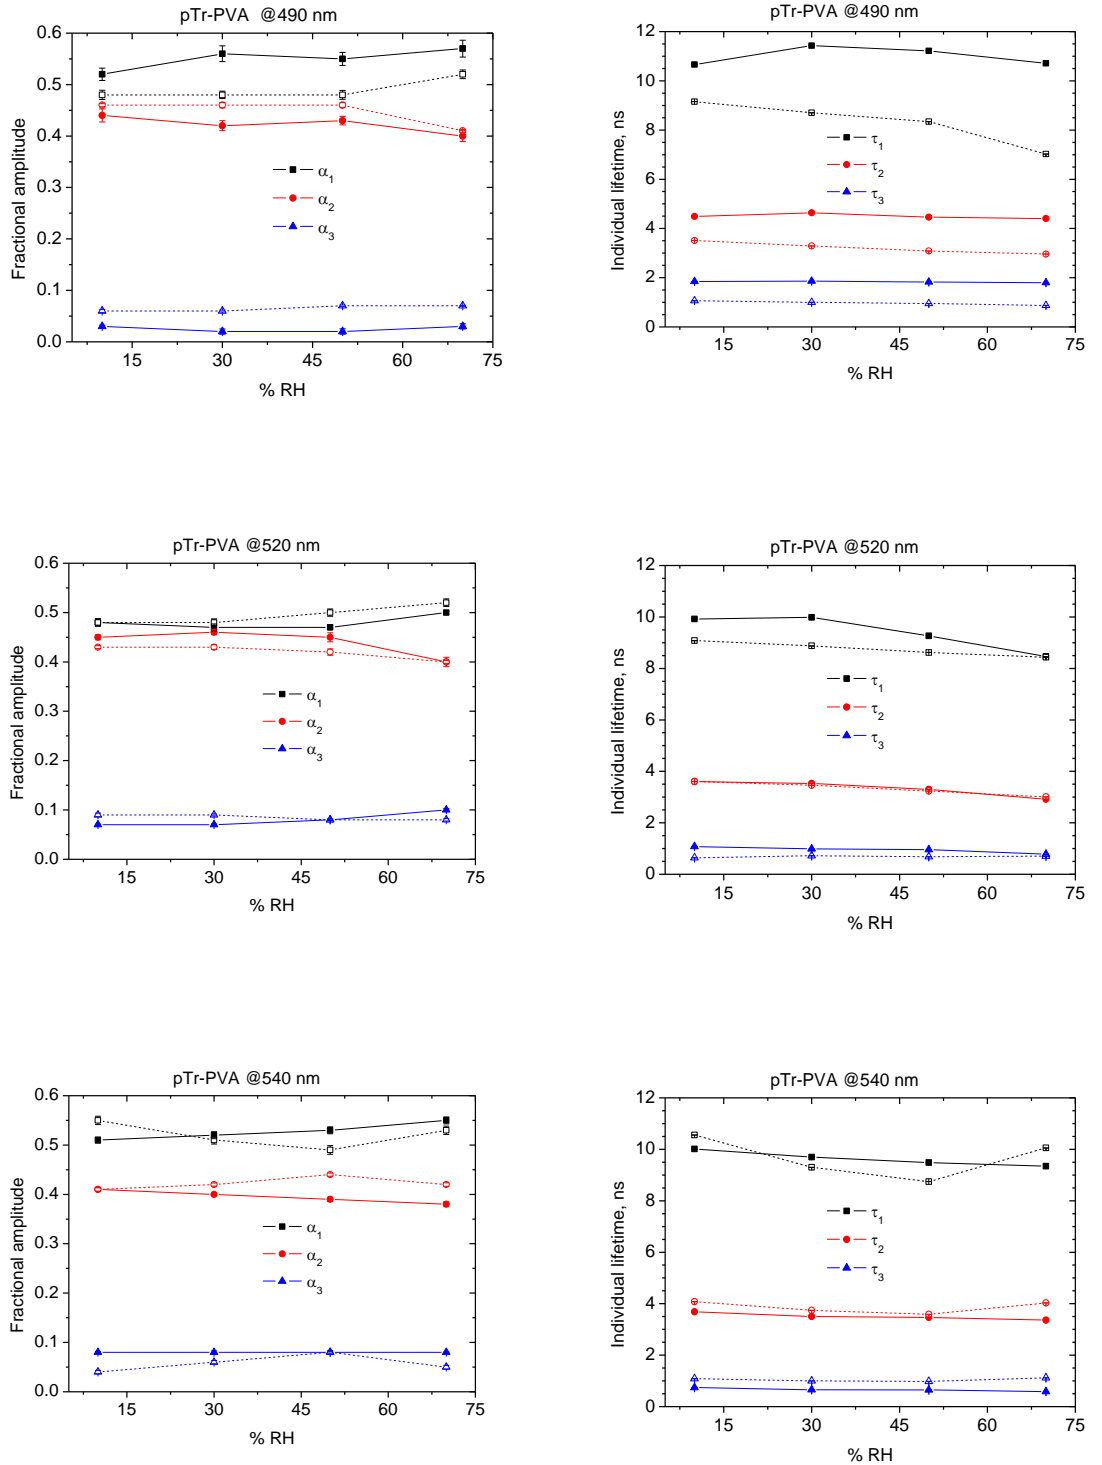 pTr-PVA @490 nm
Fractional amplitude
0.6
0.5
0.4
0.3
0.2
0.1
0.0
α1
α2
α3
15 30 45 60 75
% RH
pTr-PVA @490 nm
Individual lifetime, ns
12
10
8
6
4
2
0
τ1
τ2
τ3
15 30 45 60 75
% RH
pTr-PVA @520 nm
Fractional amplitude
0.6
0.5
0.4
0.3
0.2
0.1
0.0
α1
α2
α3
15 30 45 60 75
% RH
pTr-PVA @520 nm
Individual lifetime, ns
12
10
8
6
4
2
0
τ1
τ2
τ3
15 30 45 60 75
% RH
pTr-PVA @540 nm
Fractional amplitude
0.6
0.5
0.4
0.3
0.2
0.1
0.0
α1
α2
α3
15 30 45 60 75
% RH
pTr-PVA @540 nm
Individual lifetime, ns
12
10
8
6
4
2
0
τ1
τ2
τ3
15 30 45 60 75
% RH